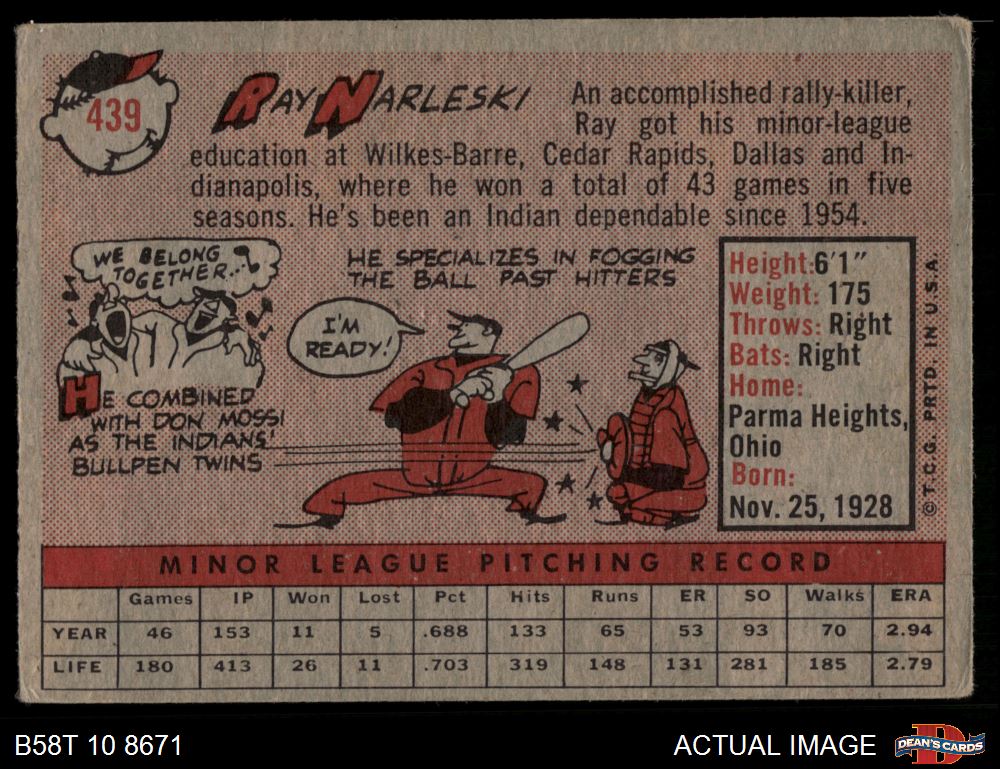 439
RAY NARLESKI
An accomplished rally-killer,
Ray got his minor-league
education at Wilkes-Barre, Cedar Rapids, Dallas and In-
dianapolis, where he won a total of 43 games in five
seasons. He's been an Indian dependable since 1954.
WE BELONG
TOGETHER...
HE COMBINED
WITH DON MOSSI
AS THE INDIANS'
BULLPEN TWINS
HE SPECIALIZES IN FOGGING
THE BALL PAST HITTERS
I'M
READY!
Height: 6'1"
Weight: 175
Throws: Right
Bats: Right
Home:
Parma Heights,
Ohio
Born:
Nov. 25, 1928
© T.C.G. PRTD. IN U.S.A.
MINOR LEAGUE PITCHING RECORD
Games IP Won Lost Pct Hits Runs ER SO Walks ERA
YEAR 46 153 11 5 .688 133 65 53 93 70 2.94
LIFE 180 413 26 11 .703 319 148 131 281 185 2.79
B58T 10 8671
ACTUAL IMAGE
D
DEAN'S CARDS